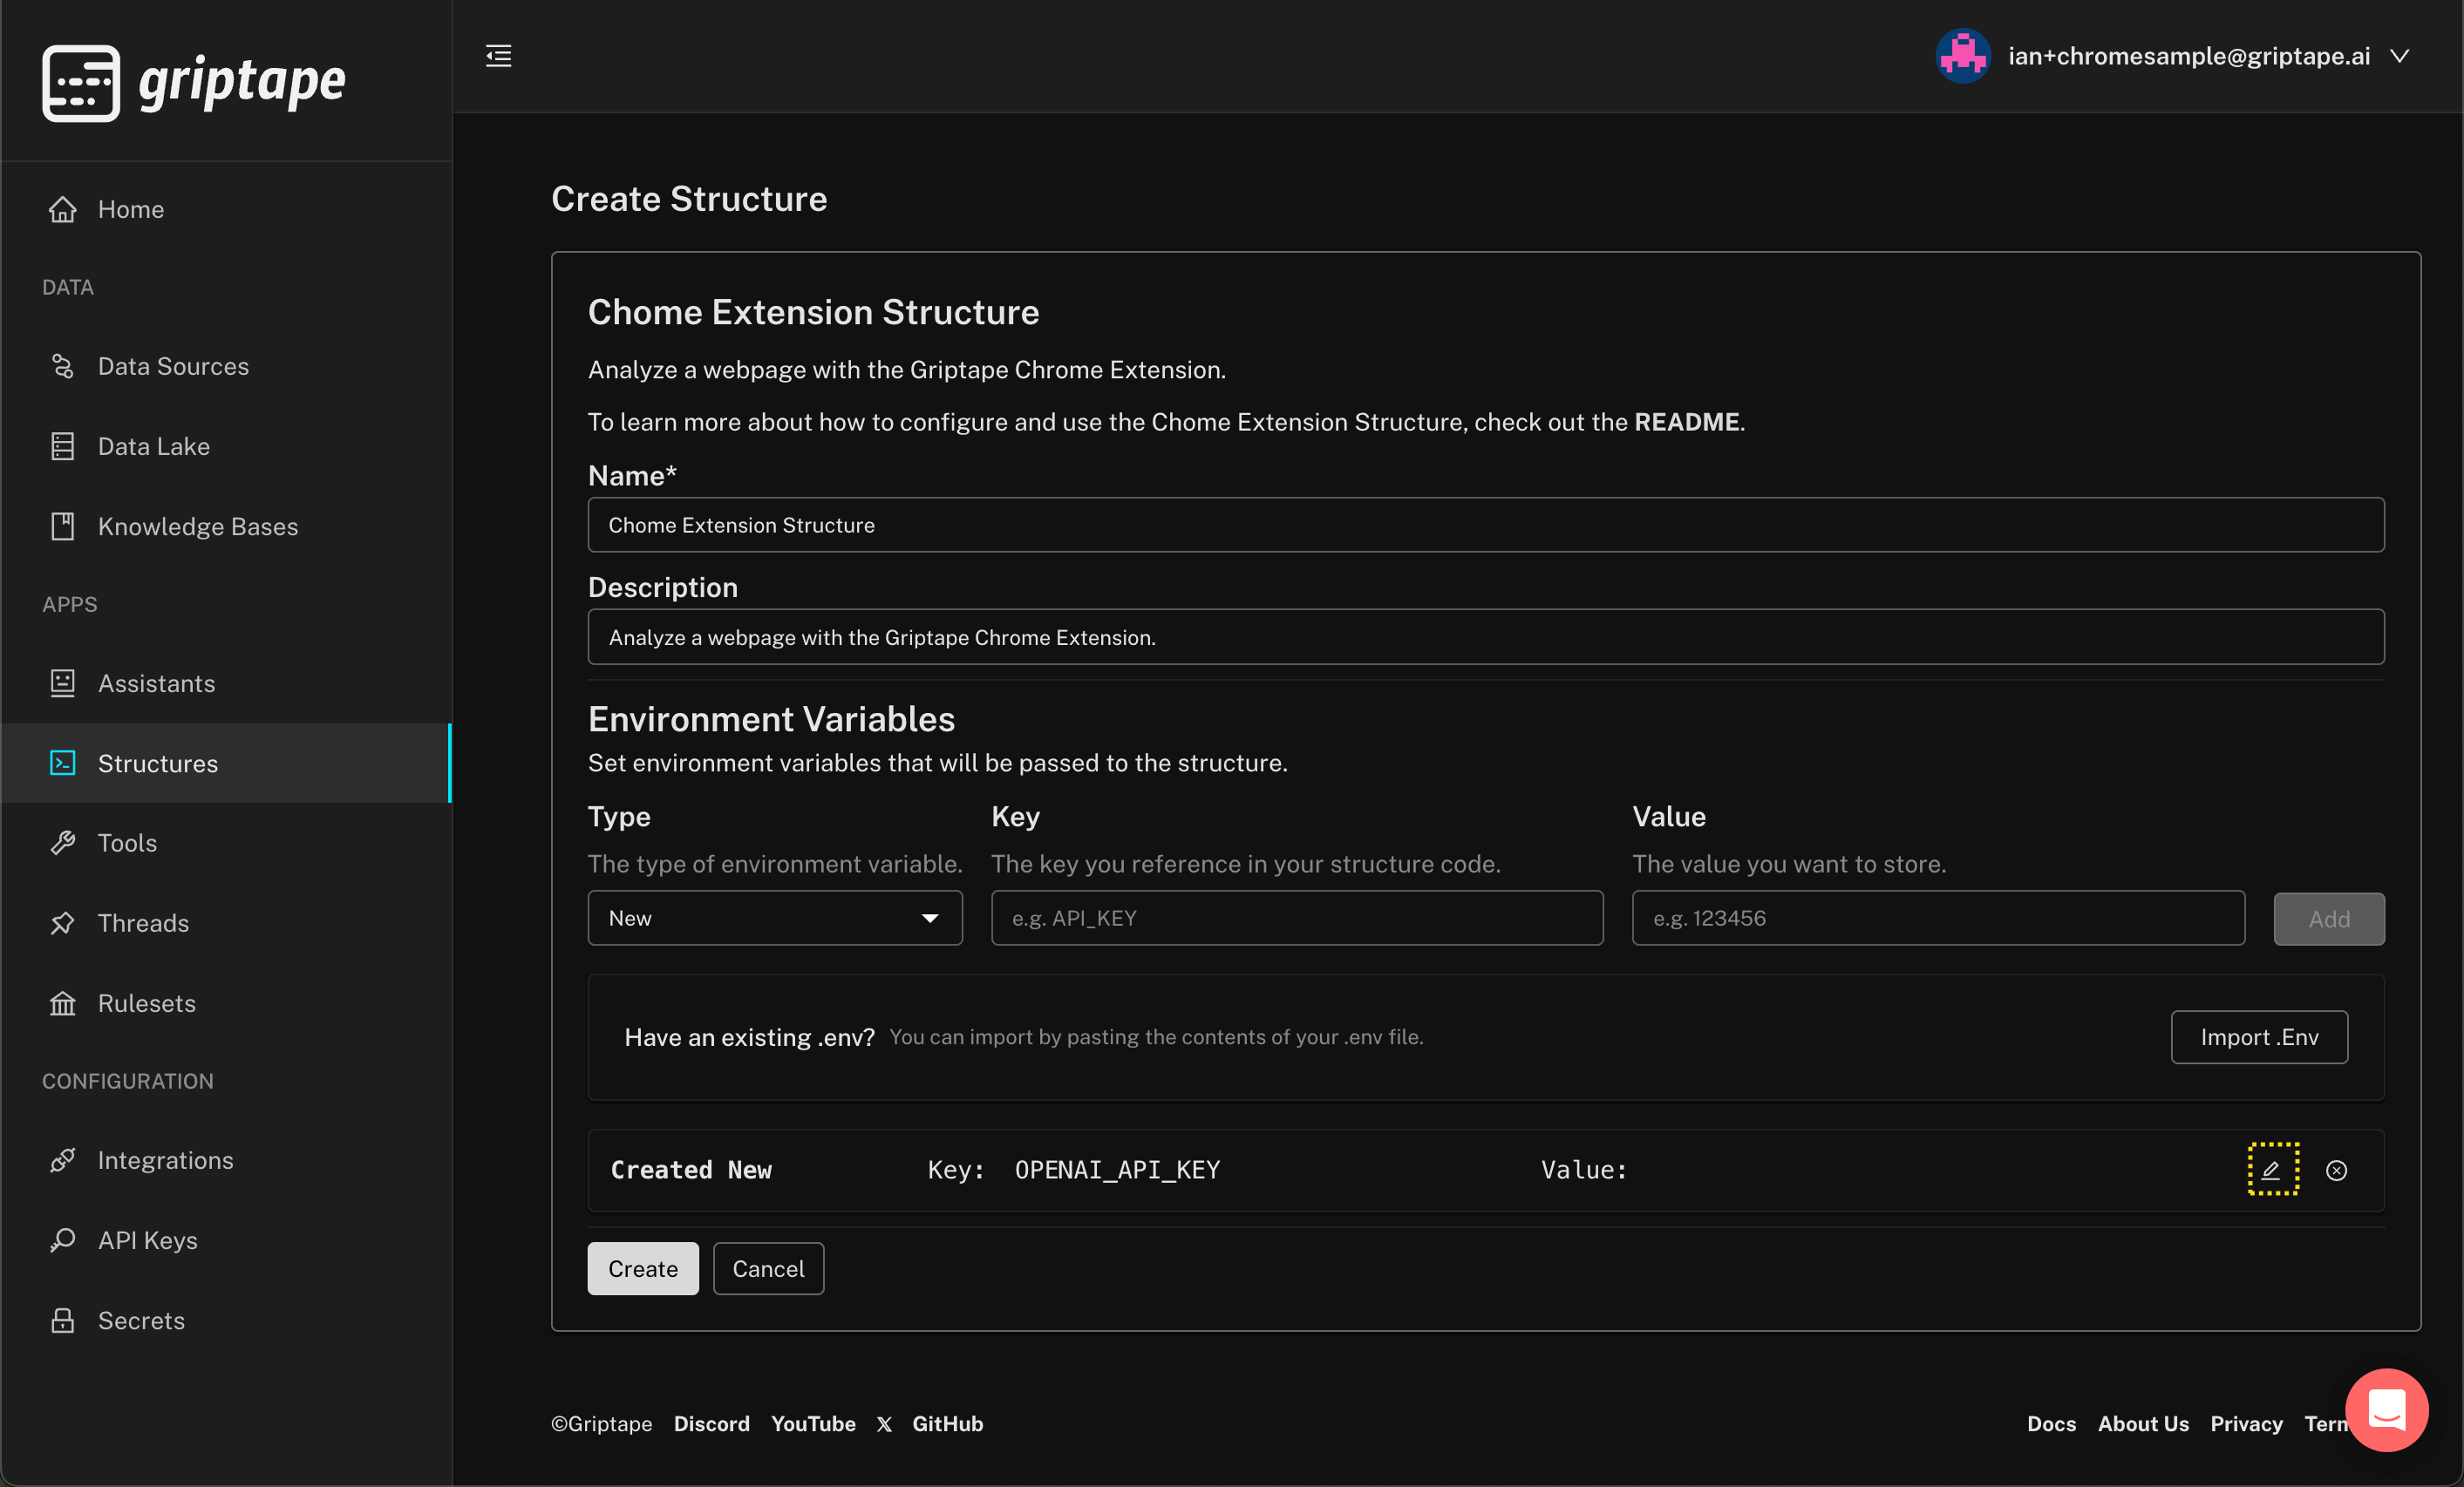 griptape
ian+chromesample@griptape.ai
Home
DATA
Data Sources
Data Lake
Knowledge Bases
APPS
Assistants
Structures
Tools
Threads
Rulesets
CONFIGURATION
Integrations
API Keys
Secrets
Create Structure
Chome Extension Structure
Analyze a webpage with the Griptape Chrome Extension.
To learn more about how to configure and use the Chome Extension Structure, check out the README.
Name*
Chome Extension Structure
Description
Analyze a webpage with the Griptape Chrome Extension.
Environment Variables
Set environment variables that will be passed to the structure.
Type Key Value
The type of environment variable. The key you reference in your structure code. The value you want to store.
New e.g. API_KEY e.g. 123456 Add
Have an existing .env? You can import by pasting the contents of your .env file. Import .Env
Created New Key: OPENAI_API_KEY Value:
Create Cancel
©Griptape Discord YouTube X GitHub Docs About Us Privacy